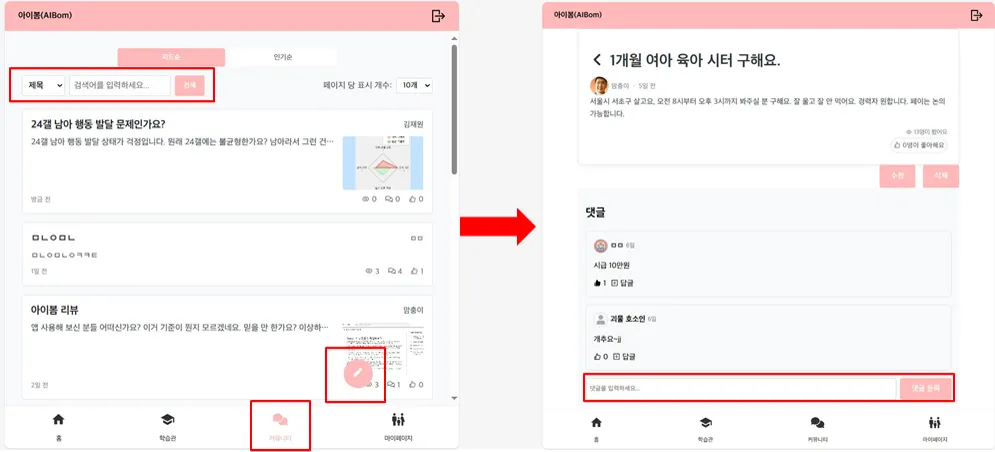 아이봄(AIBom)
최신순
인기순
제목
검색어를 입력하세요...
검색
페이지 당 표시 개수:
10개
24갤 남아 행동 발달 문제인가요?
김재원
24갤 남아 행동 발달 상태가 걱정입니다. 원래 24갤에는 불균형한가요? 남아라서 그런 건...
방금 전
0
0
0
ㅁㄴㅇㅁㄴ
ㅁㅁ
ㅁㄴㅇㅁㄴㅇㅋㅋㅌ
1일 전
3
4
1
아이봄 리뷰
맘충이
앱 사용해 보신 분들 어떠신가요? 이거 기준이 뭔지 모르겠네요. 믿을 만 한가요? 이상하...
2일 전
3
1
0
홈
학습관
커뮤니티
마이페이지
아이봄(AIBom)
1개월 여아 육아 시터 구해요.
맘충이 · 5일 전
서울시 서초구 살고요, 오전 8시부터 오후 3시까지 봐주실 분 구해요. 잘 울고 잘 안 먹어요. 경력자 원합니다. 페이는 논의
가능합니다.
13명이 봤어요
0명이 좋아해요
수정
삭제
댓글
ㅁㅁ 6일
시급 10만원
1
답글
괴물 호소인 6일
개추요~jj
0
답글
댓글을 입력하세요...
댓글 등록
홈
학습관
커뮤니티
마이페이지